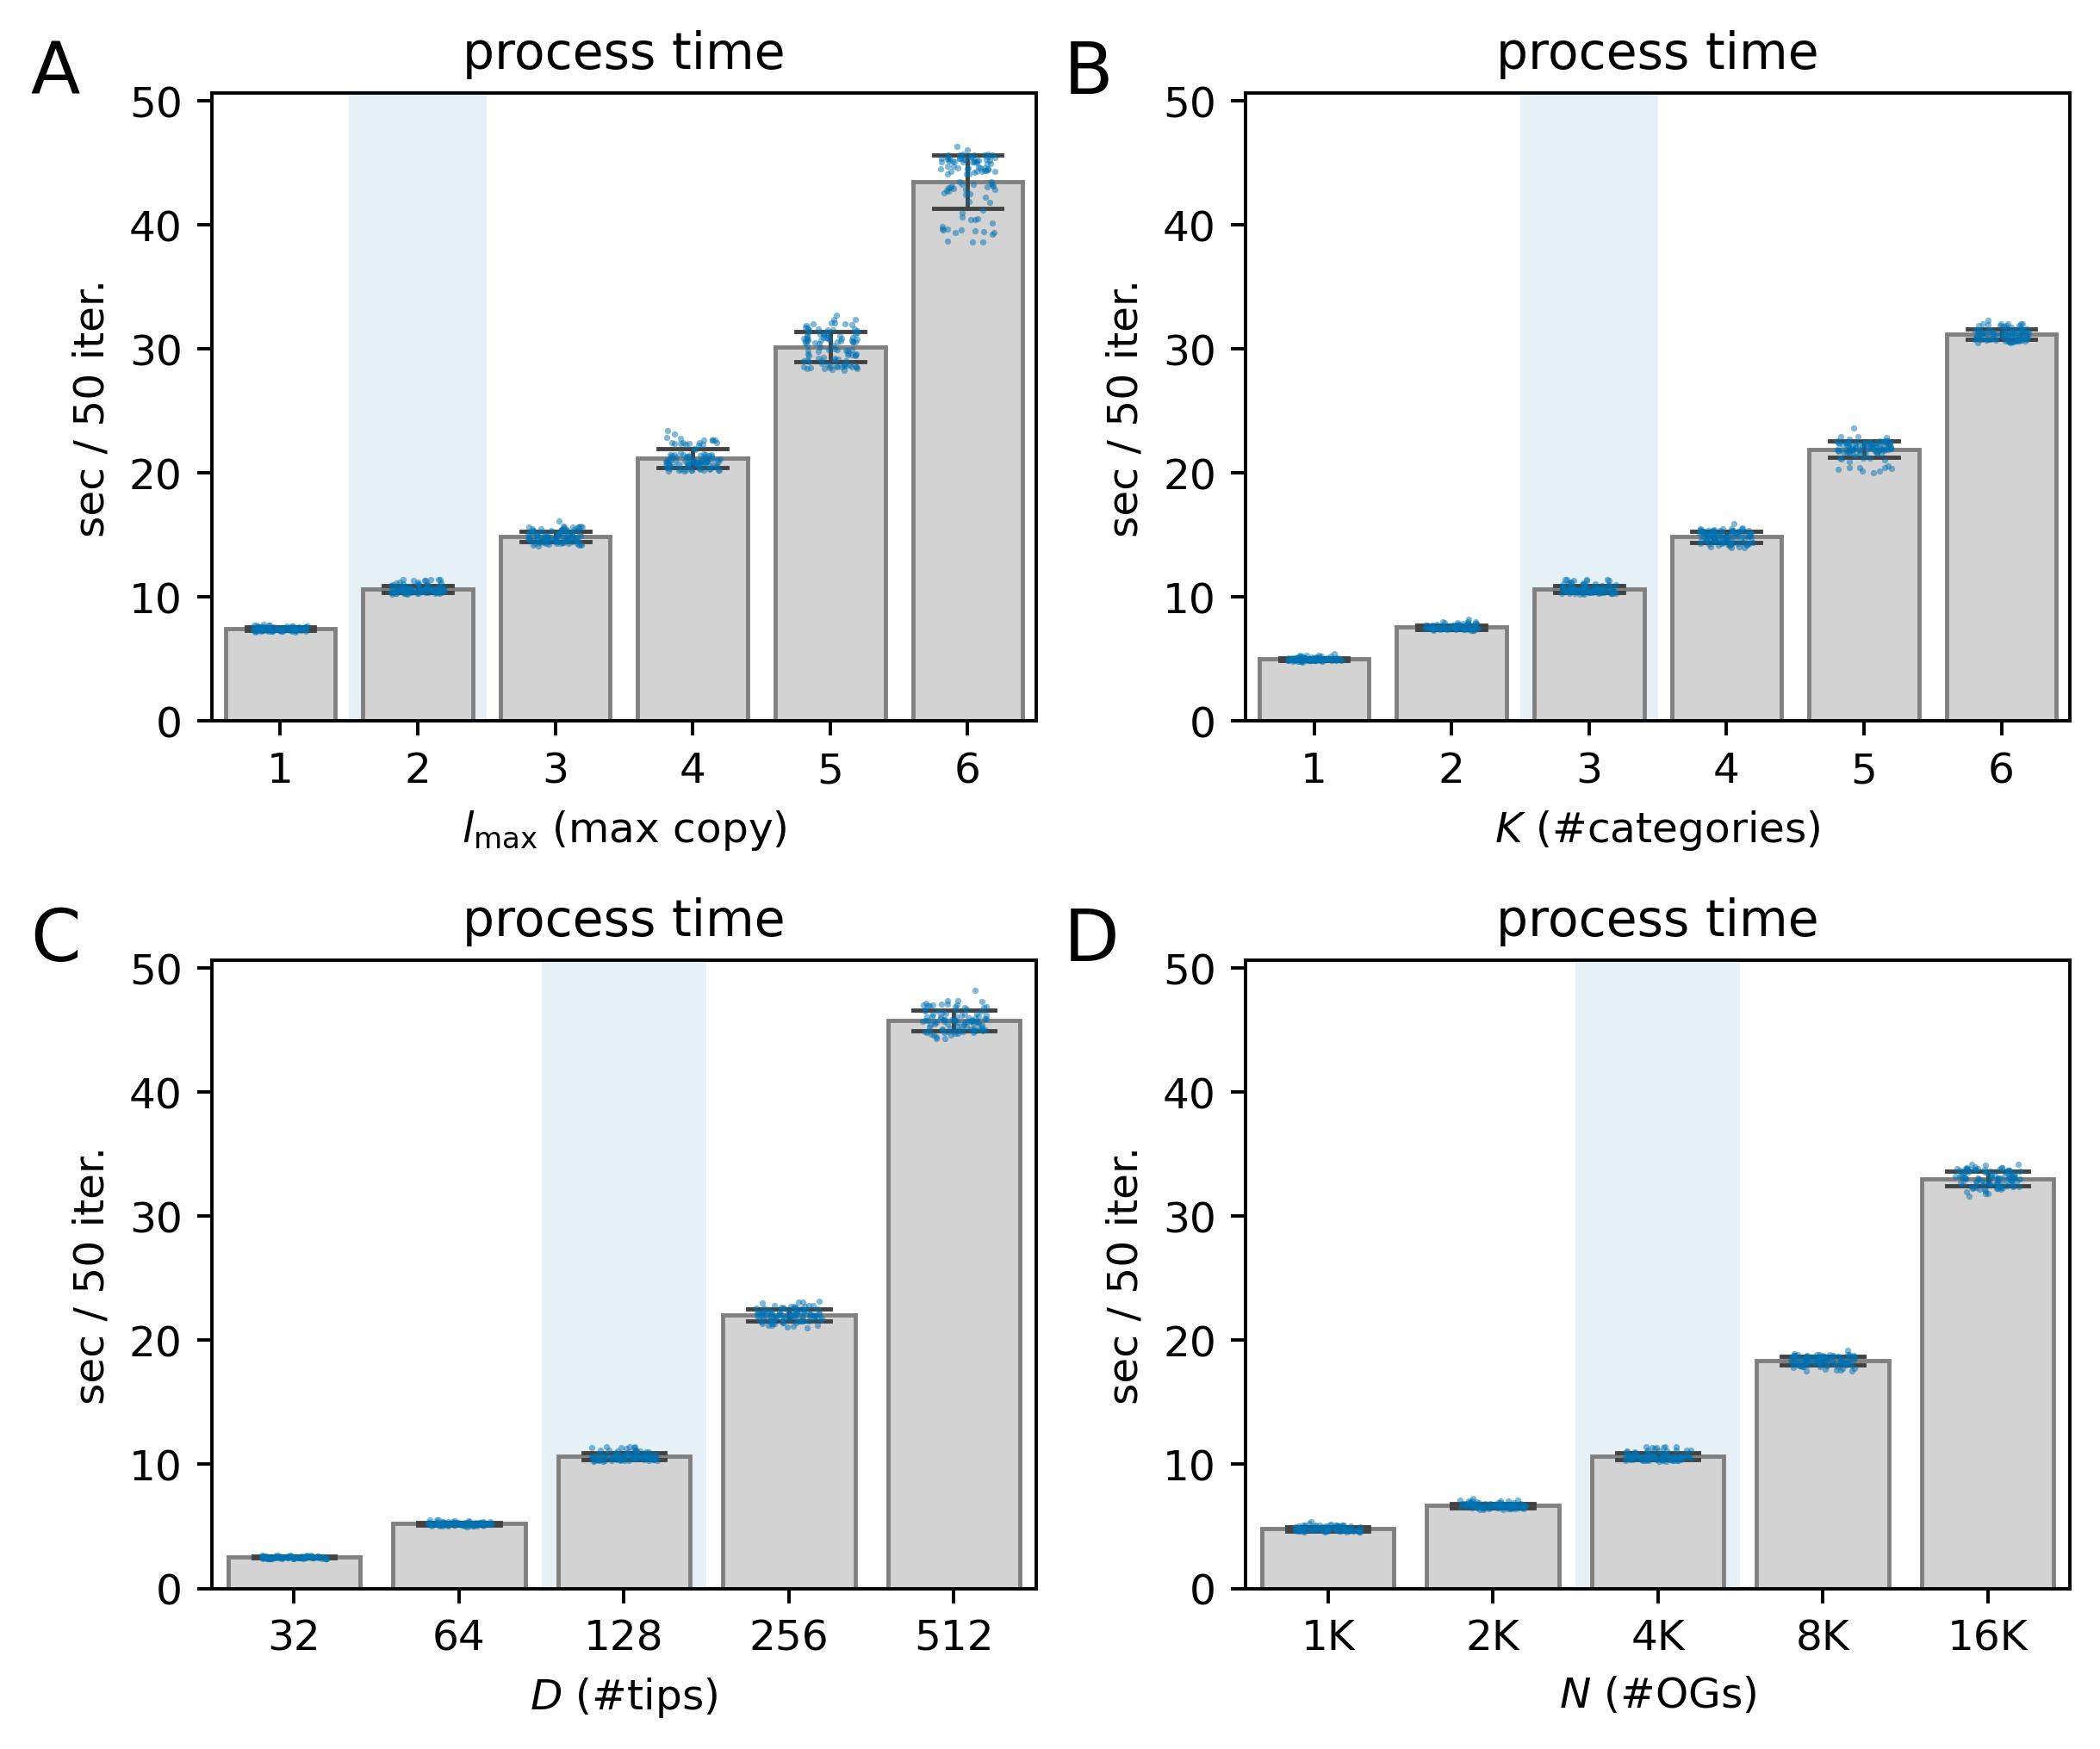 A
process time
50
40
30
20
10
0
sec / 50 iter.
1 2 3 4 5 6
lmax (max copy)
B
process time
50
40
30
20
10
0
sec / 50 iter.
1 2 3 4 5 6
K (#categories)
C
process time
50
40
30
20
10
0
sec / 50 iter.
32 64 128 256 512
D (#tips)
D
process time
50
40
30
20
10
0
sec / 50 iter.
1K 2K 4K 8K 16K
N (#OGs)